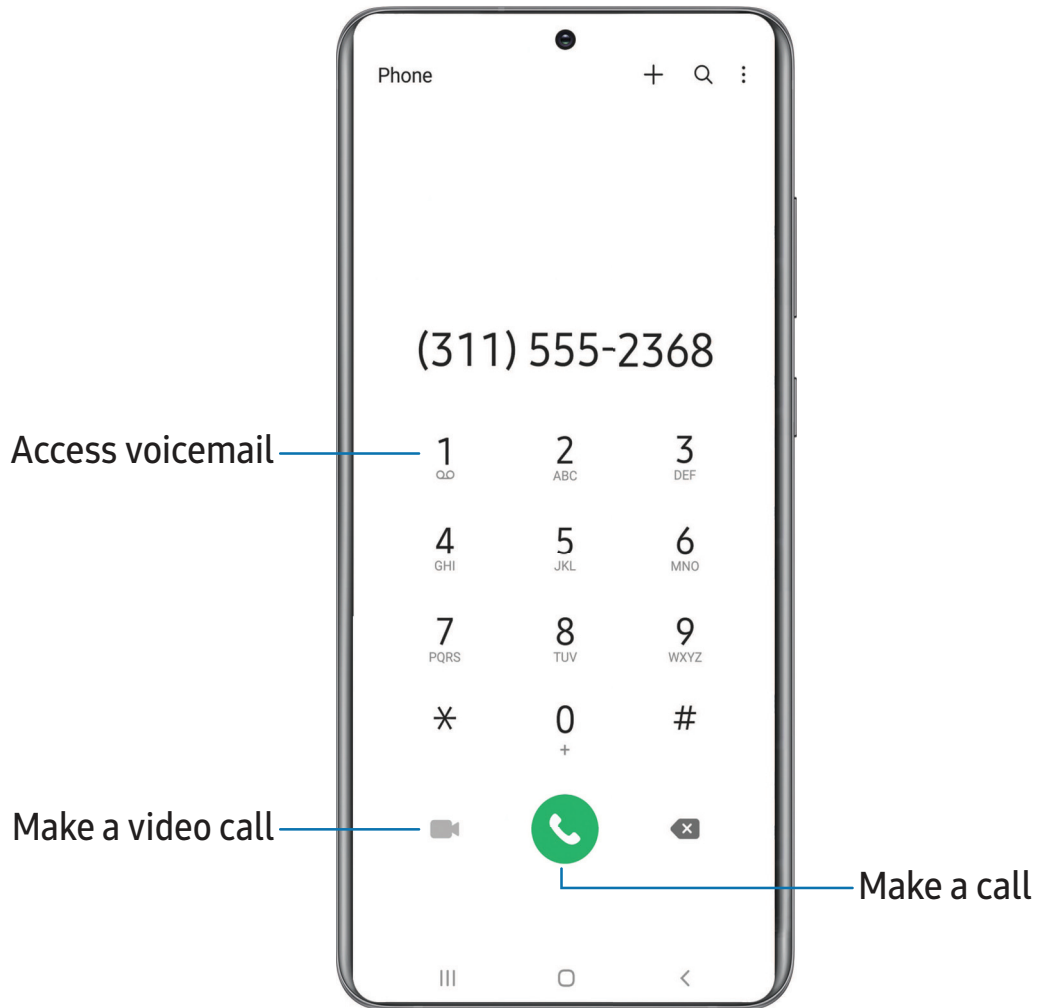 Phone
(311) 555-2368
Access voicemail
1 2 3
ABC DEF
4 5 6
GHI JKL MNO
7 8 9
PQRS TUV WXYZ
* 0 #
+
Make a video call
Make a call